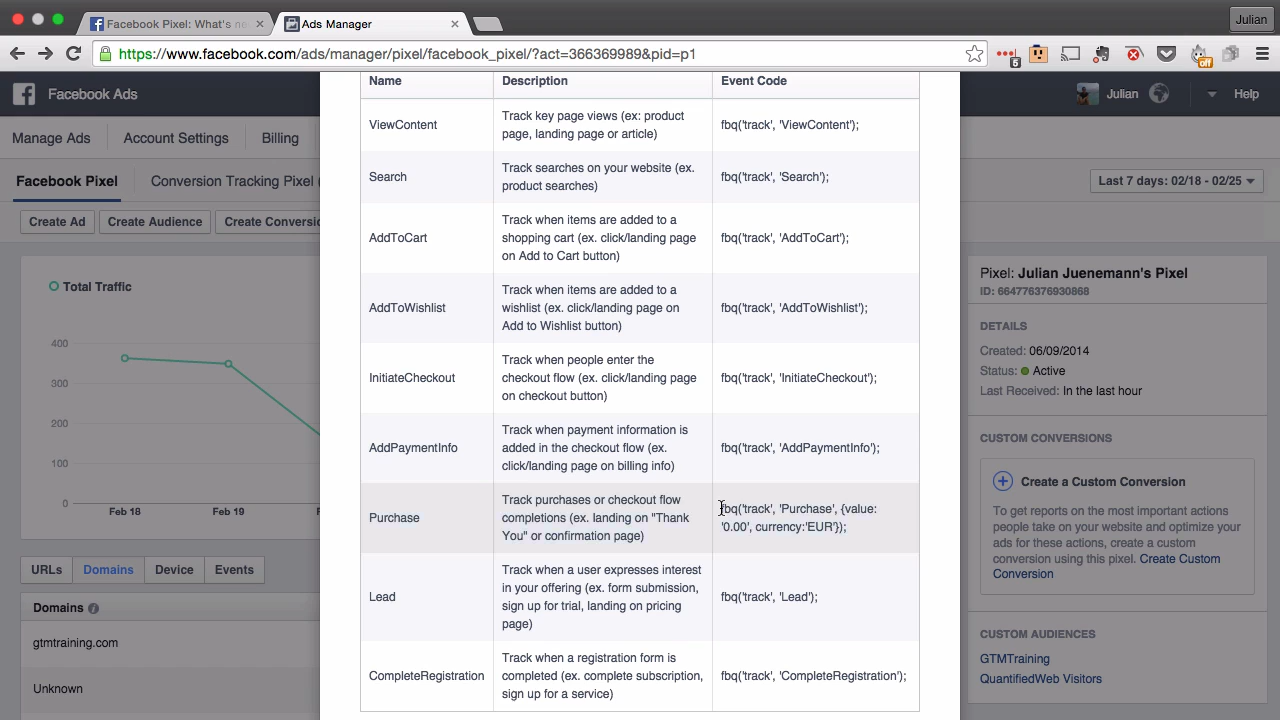 Facebook Pixel: What's ne
Ads Manager
Julian
https://www.facebook.com/ads/manager/pixel/facebook_pixel/?act=366369989&pid=p1
6
off
Facebook Ads
Julian
Help
Manage Ads
Account Settings
Billing
Facebook Pixel
Conversion Tracking Pixel (
Last 7 days: 02/18 - 02/25
Create Ad
Create Audience
Create Conversio
Total Traffic
400
300
200
100
0
Feb 18
Feb 19
F
URLs
Domains
Device
Events
Domains
gtmtraining.com
Unknown
Name Description Event Code
ViewContent
Track key page views (ex: product
page, landing page or article)
fbq('track', 'ViewContent');
Search
Track searches on your website (ex.
product searches)
fbq('track', 'Search');
AddToCart
Track when items are added to a
shopping cart (ex. click/landing page
on Add to Cart button)
fbq('track', 'AddToCart');
AddToWishlist
Track when items are added to a
wishlist (ex. click/landing page on
Add to Wishlist button)
fbq('track', 'AddToWishlist');
InitiateCheckout
Track when people enter the
checkout flow (ex. click/landing page
on checkout button)
fbq('track', 'InitiateCheckout');
AddPaymentInfo
Track when payment information is
added in the checkout flow (ex.
click/landing page on billing info)
fbq('track', 'AddPaymentInfo');
Purchase
Track purchases or checkout flow
completions (ex. landing on "Thank
You" or confirmation page)
fbq('track', 'Purchase', {value:
'0.00', currency:'EUR'});
Lead
Track when a user expresses interest
in your offering (ex. form submission,
sign up for trial, landing on pricing
page)
fbq('track', 'Lead');
CompleteRegistration
Track when a registration form is
completed (ex. complete subscription,
sign up for a service)
fbq('track', 'CompleteRegistration');
Pixel: Julian Juenemann's Pixel
ID: 664776376930868
DETAILS
Created: 06/09/2014
Status: Active
Last Received: In the last hour
CUSTOM CONVERSIONS
Create a Custom Conversion
To get reports on the most important actions
people take on your website and optimize your
ads for these actions, create a custom
conversion using this pixel. Create Custom
Conversion
CUSTOM AUDIENCES
GTMTraining
QuantifiedWeb Visitors